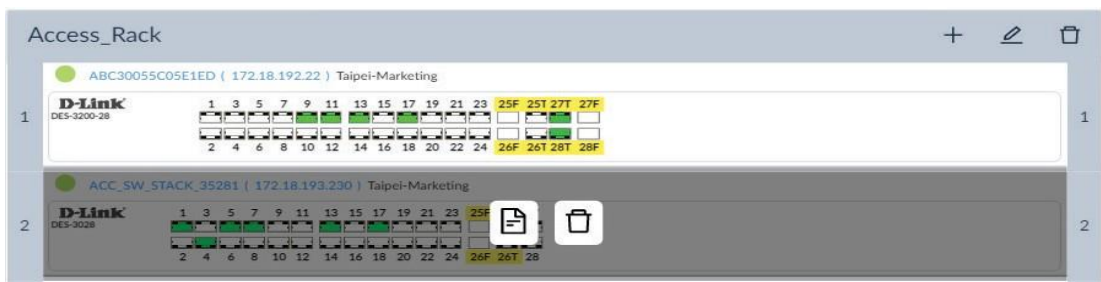 Access_Rack
ABC30055C05E1ED ( 172.18.192.22 ) Taipei-Marketing
D-Link
DES-3200-28
1 3 5 7 9 11 13 15 17 19 21 23 25F 25T 27T 27F
1 1
2 4 6 8 10 12 14 16 18 20 22 24 26F 26T 28T 28F
ACC_SW_STACK_35281 ( 172.18.193.230 ) Taipei-Marketing
D-Link
DES-3028
1 3 5 7 9 11 13 15 17 19 21 23
2 2
2 4 6 8 10 12 14 16 18 20 22 24 26F 26T 28